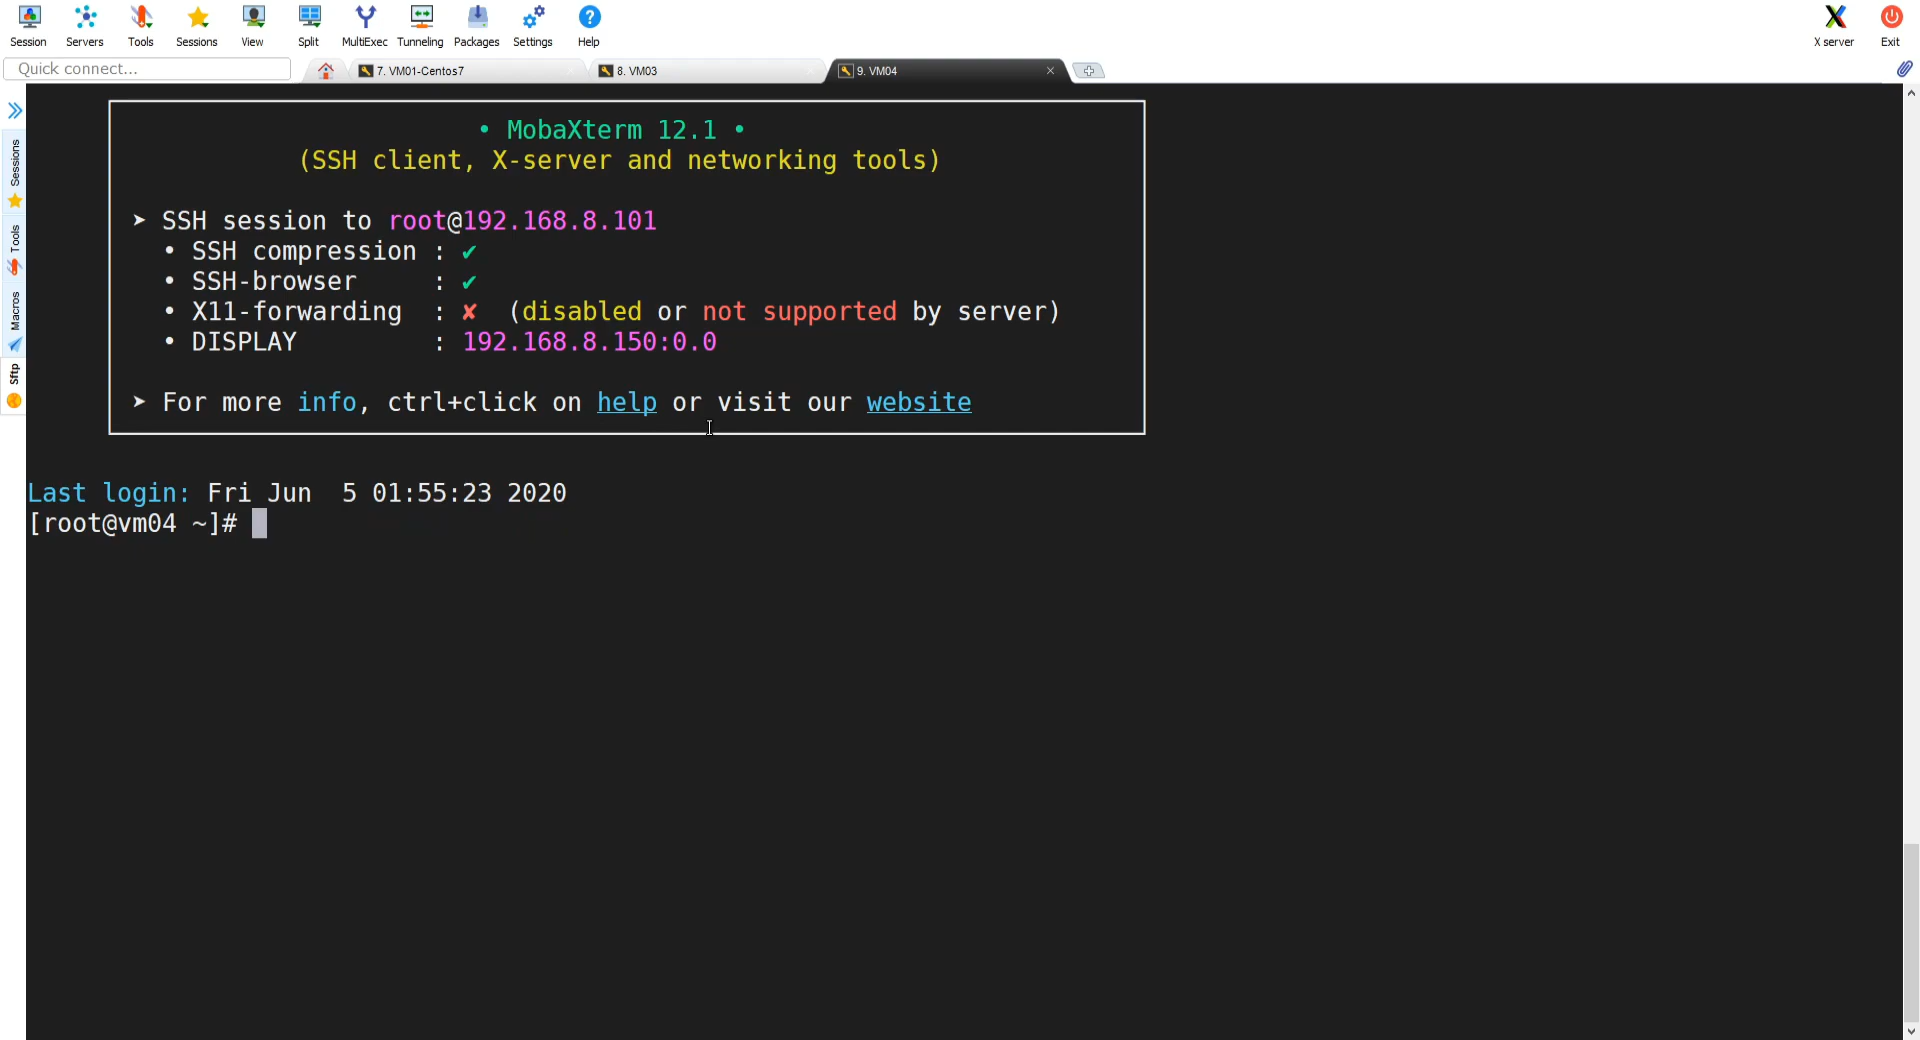 Session Servers Tools Sessions View Split MultiExec Tunneling Packages Settings Help X server Exit
Quick connect... 7. VM01-Centos7 8. VM03 9. VM04
Sessions
Tools
Macros
Sftp
• MobaXterm 12.1 •
(SSH client, X-server and networking tools)
➤ SSH session to root@192.168.8.101
• SSH compression : ✔
• SSH-browser : ✔
• X11-forwarding : ✘ (disabled or not supported by server)
• DISPLAY : 192.168.8.150:0.0
➤ For more info, ctrl+click on help or visit our website
Last login: Fri Jun  5 01:55:23 2020
[root@vm04 ~]#